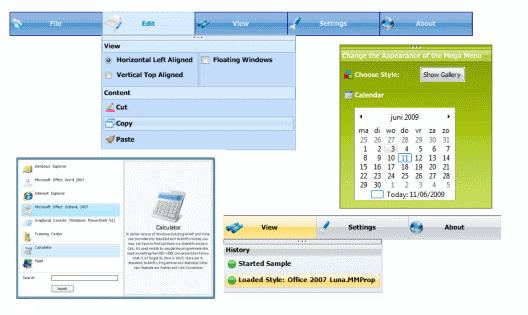 File Edit View Settings About
View
Horizontal Left Aligned Floating Windows
Vertical Top Aligned
Content
Cut
Copy
Paste
Change the Appearance of the Mega Menu
Choose Style: Show Gallery
Calendar
juni 2009
ma di wo do vr za zo
25 26 27 28 29 30 31
1 2 3 4 5 6 7
8 9 10 11 12 13 14
15 16 17 18 19 20 21
22 23 24 25 26 27 28
29 30 1 2 3 4 5
Today: 11/06/2009
Windows Explorer
Microsoft Office Word 2007
Internet Explorer
Microsoft Office Outlook 2007
Graphical Console (Windows PowerShell V2)
Training Center
Calculator
Paint
Search:
Search
Calculator
View Settings About
History
Started Sample
Loaded Style: Office 2007 Luna.MMProp